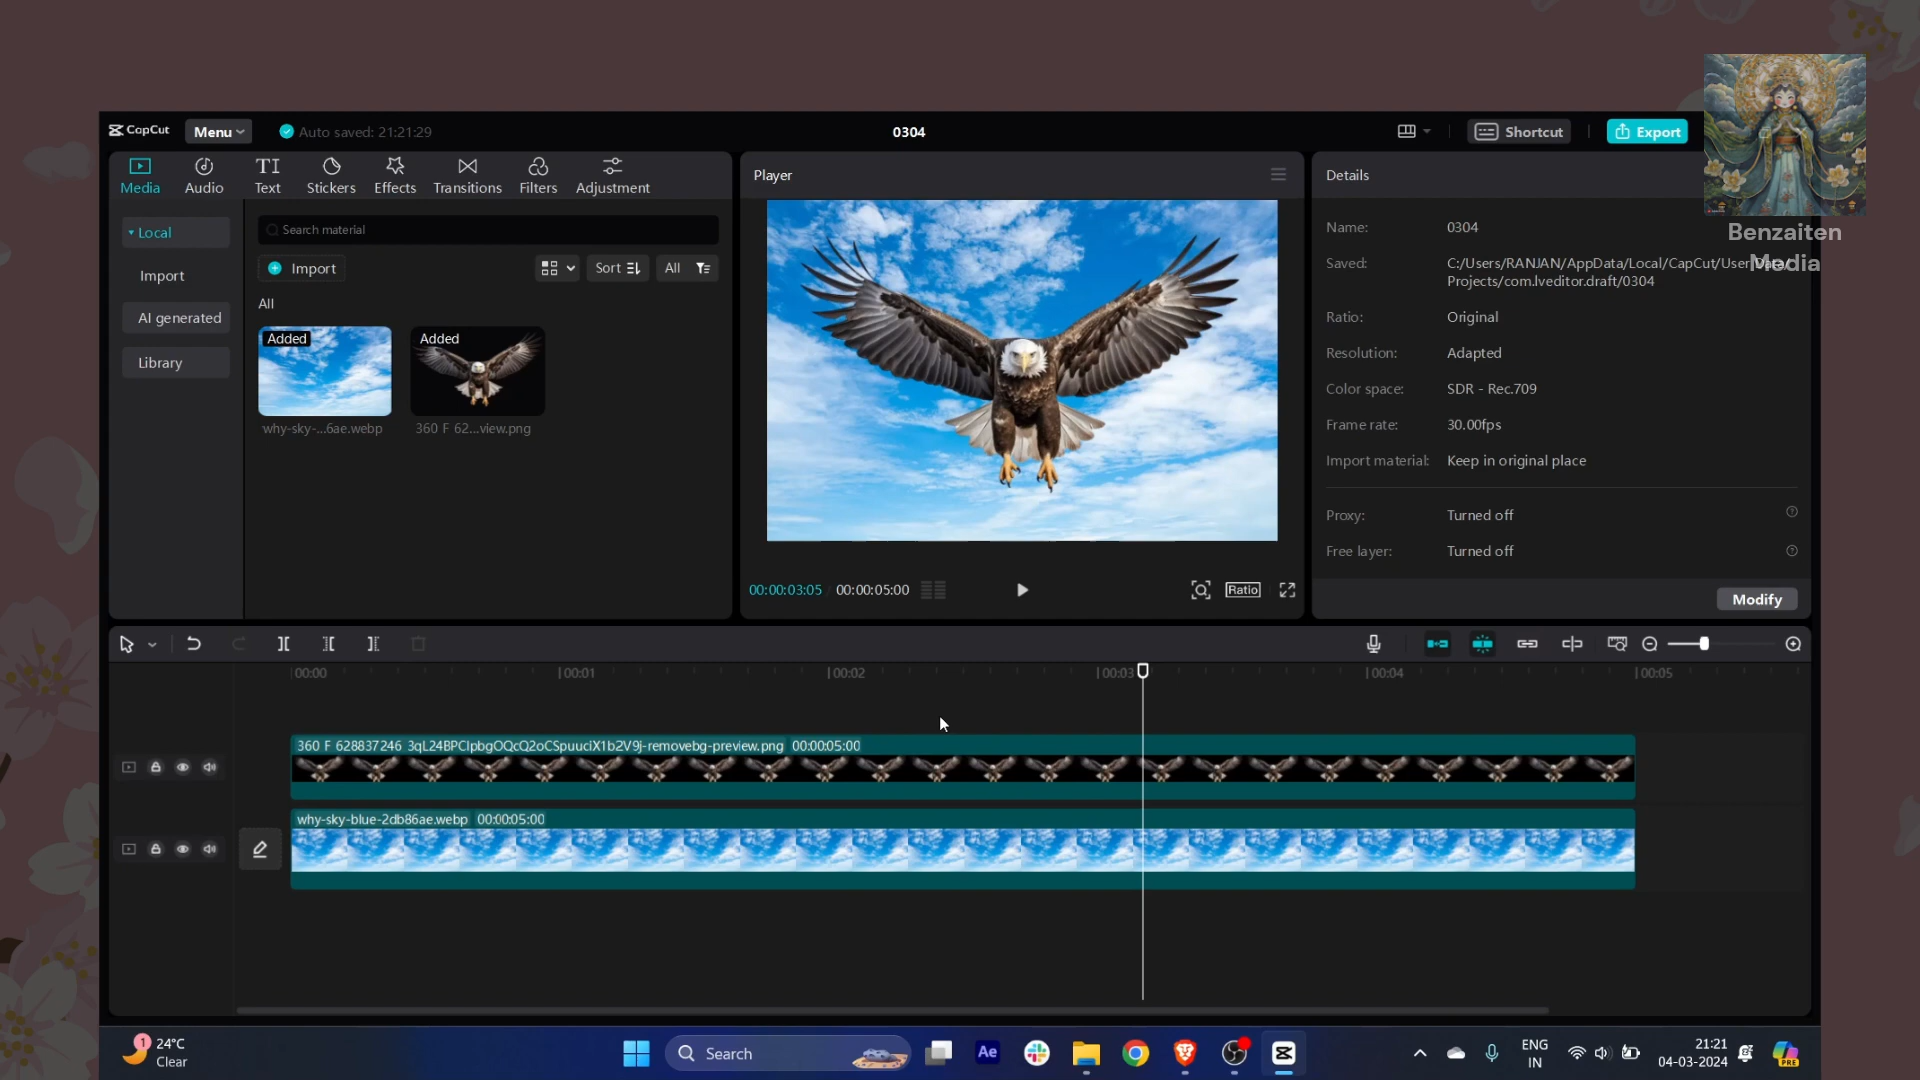 CapCut
Menu
Auto saved: 21:21:29
0304
Shortcut
Export
Media
Audio
TI
Text
Stickers
Effects
Transitions
Filters
Adjustment
Local
Import
AI generated
Library
Search material
Import
Sort
All
All
Added
why-sky-...6ae.webp
Added
360 F 62...view.png
Player
00:00:03:05
00:00:05:00
Ratio
Details
Name: 0304
Saved: C:/Users/RANJAN/AppData/Local/CapCut/User Data/
Projects/com.lveditor.draft/0304
Ratio: Original
Resolution: Adapted
Color space: SDR - Rec.709
Frame rate: 30.00fps
Import material: Keep in original place
Proxy: Turned off
Free layer: Turned off
Modify
Benzaiten
Media
00:00
00:01
00:02
00:03
00:04
00:05
360 F 628837246 3qL24BPClpbgOQcQ2oCSpuuciX1b2V9j-removebg-preview.png 00:00:05:00
why-sky-blue-2db86ae.webp 00:00:05:00
1
24°C
Clear
Search
Ae
ENG
IN
21:21
04-03-2024
PRE